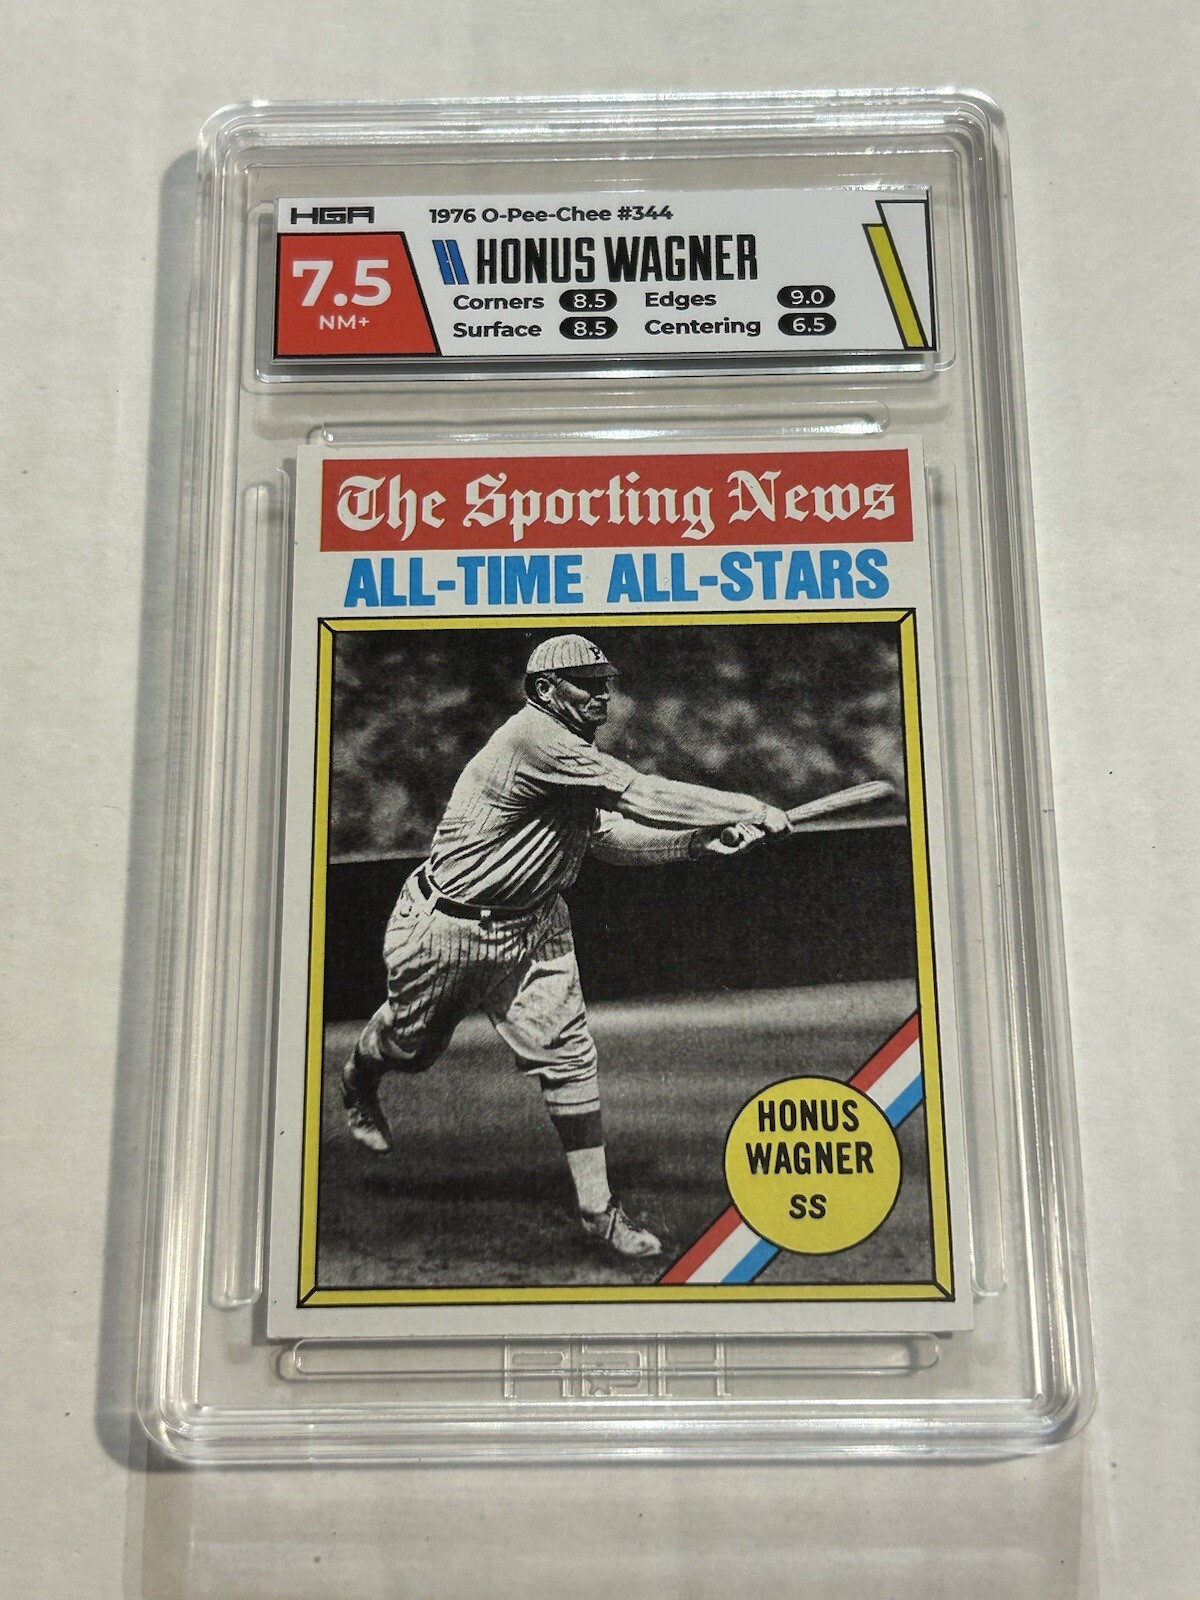 HGA
1976 O-Pee-Chee #344
7.5
NM+
HONUS WAGNER
Corners 8.5 Edges 9.0
Surface 8.5 Centering 6.5
The Sporting News
ALL-TIME ALL-STARS
P
HONUS
WAGNER
SS
HGA